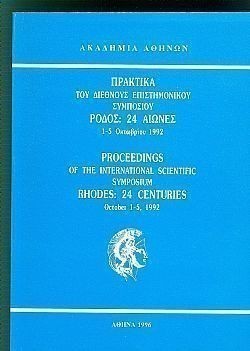 ΑΚΑΔΗΜΙΑ ΑΘΗΝΩΝ
ΠΡΑΚΤΙΚΑ
ΤΟΥ ΔΙΕΘΝΟΥΣ ΕΠΙΣΤΗΜΟΝΙΚΟΥ
ΣΥΜΠΟΣΙΟΥ
ΡΟΔΟΣ: 24 ΑΙΩΝΕΣ
1-5 Οκτωβρίου 1992
PROCEEDINGS
OF THE INTERNATIONAL SCIENTIFIC
SYMPOSIUM
RHODES: 24 CENTURIES
October 1-5, 1992
ΑΘΗΝΑ 1996